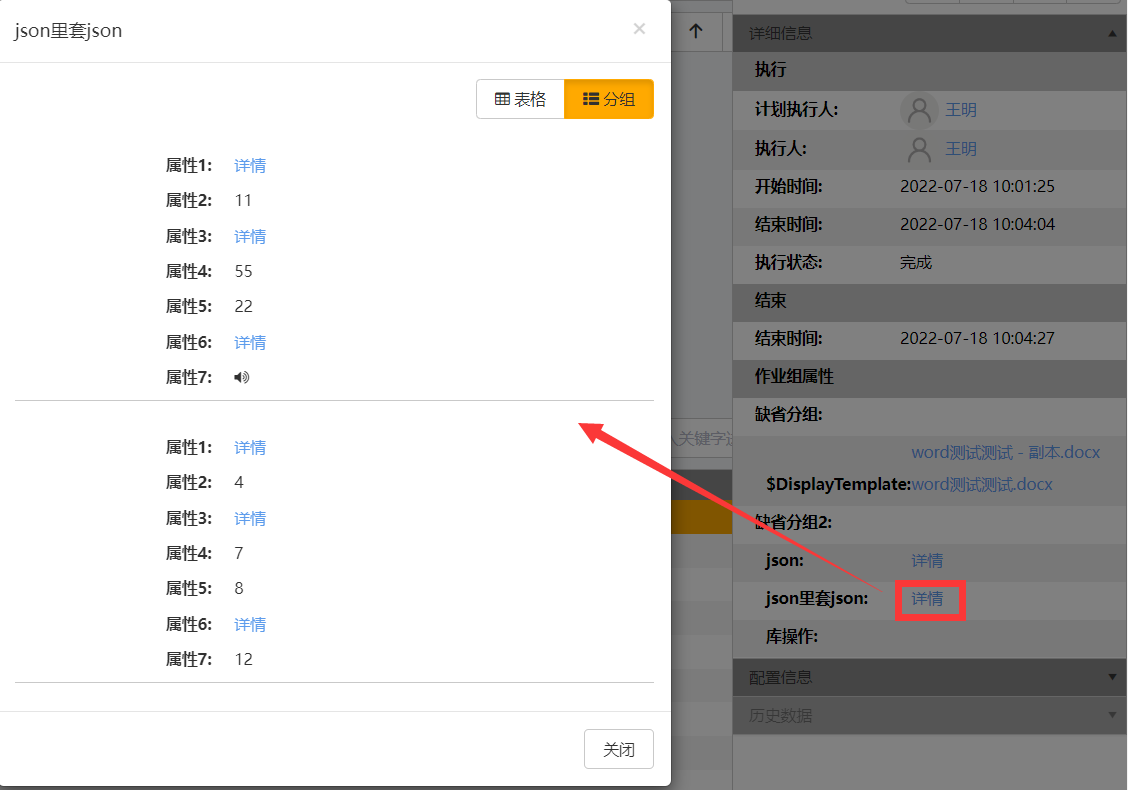 json里套json
×
表格
分组
属性1: 详情
属性2: 11
属性3: 详情
属性4: 55
属性5: 22
属性6: 详情
属性7:
属性1: 详情
属性2: 4
属性3: 详情
属性4: 7
属性5: 8
属性6: 详情
属性7: 12
关闭
入关键字过
详细信息
执行
计划执行人: 王明
执行人: 王明
开始时间: 2022-07-18 10:01:25
结束时间: 2022-07-18 10:04:04
执行状态: 完成
结束
结束时间: 2022-07-18 10:04:27
作业组属性
缺省分组:
word测试测试 - 副本.docx
$DisplayTemplate:word测试测试.docx
缺省分组2:
json: 详情
json里套json: 详情
库操作:
配置信息
历史数据